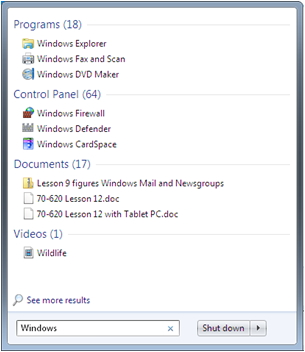 Programs (18)
Windows Explorer
Windows Fax and Scan
Windows DVD Maker
Control Panel (64)
Windows Firewall
Windows Defender
Windows CardSpace
Documents (17)
Lesson 9 figures Windows Mail and Newsgroups
70-620 Lesson 12.doc
70-620 Lesson 12 with Tablet PC.doc
Videos (1)
Wildlife
See more results
Windows
Shut down